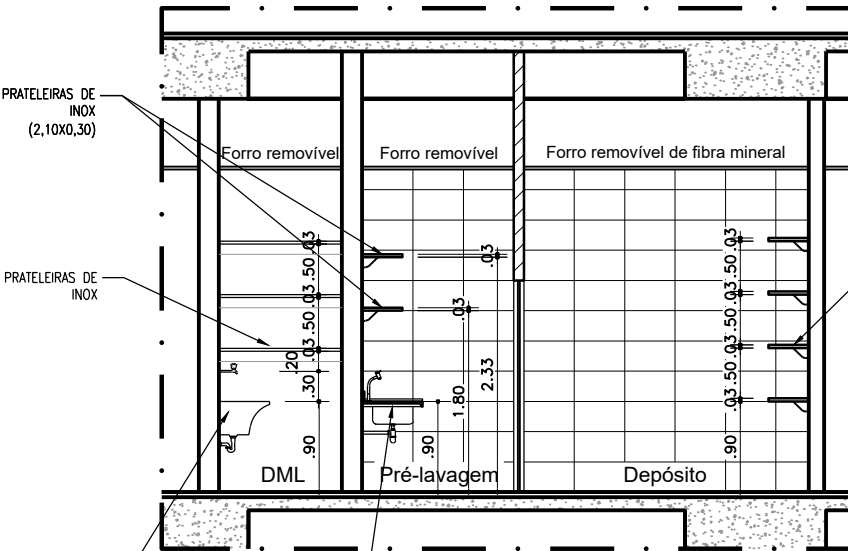 PRATELEIRAS DE
INOX
(2,10X0,30)
Forro removível
Forro removível
Forro removível de fibra mineral
PRATELEIRAS DE
INOX
.03
.50
.03
.50
.03
.20
.30
.90
.03
.03
2.33
1.80
.90
.03
.50
.03
.50
.03
.50
.03
.90
DML
Pré-lavagem
Depósito